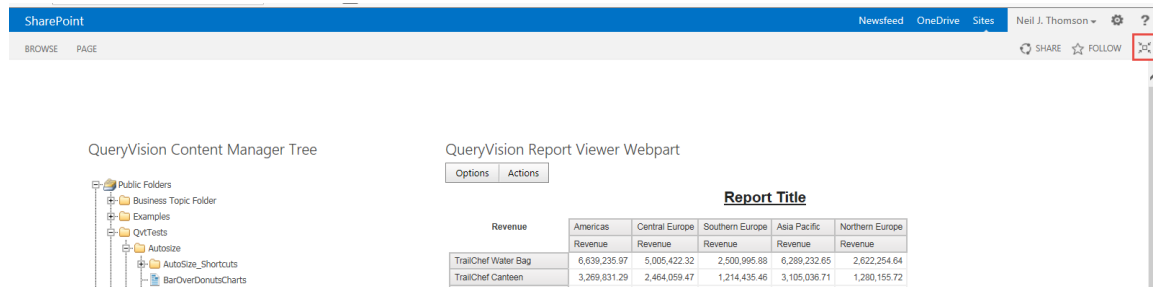 SharePoint Newsfeed OneDrive Sites Neil J. Thomson ?
BROWSE PAGE SHARE FOLLOW
QueryVision Content Manager Tree
Public Folders
Business Topic Folder
Examples
QvtTests
Autosize
AutoSize_Shortcuts
BarOverDonutsCharts
QueryVision Report Viewer Webpart
Options Actions
Report Title
Revenue Americas Central Europe Southern Europe Asia Pacific Northern Europe
Revenue Revenue Revenue Revenue Revenue
TrailChef Water Bag 6,639,235.97 5,005,422.32 2,500,995.88 6,289,232.65 2,622,254.64
TrailChef Canteen 3,269,831.29 2,464,059.47 1,214,435.46 3,105,036.71 1,280,155.72